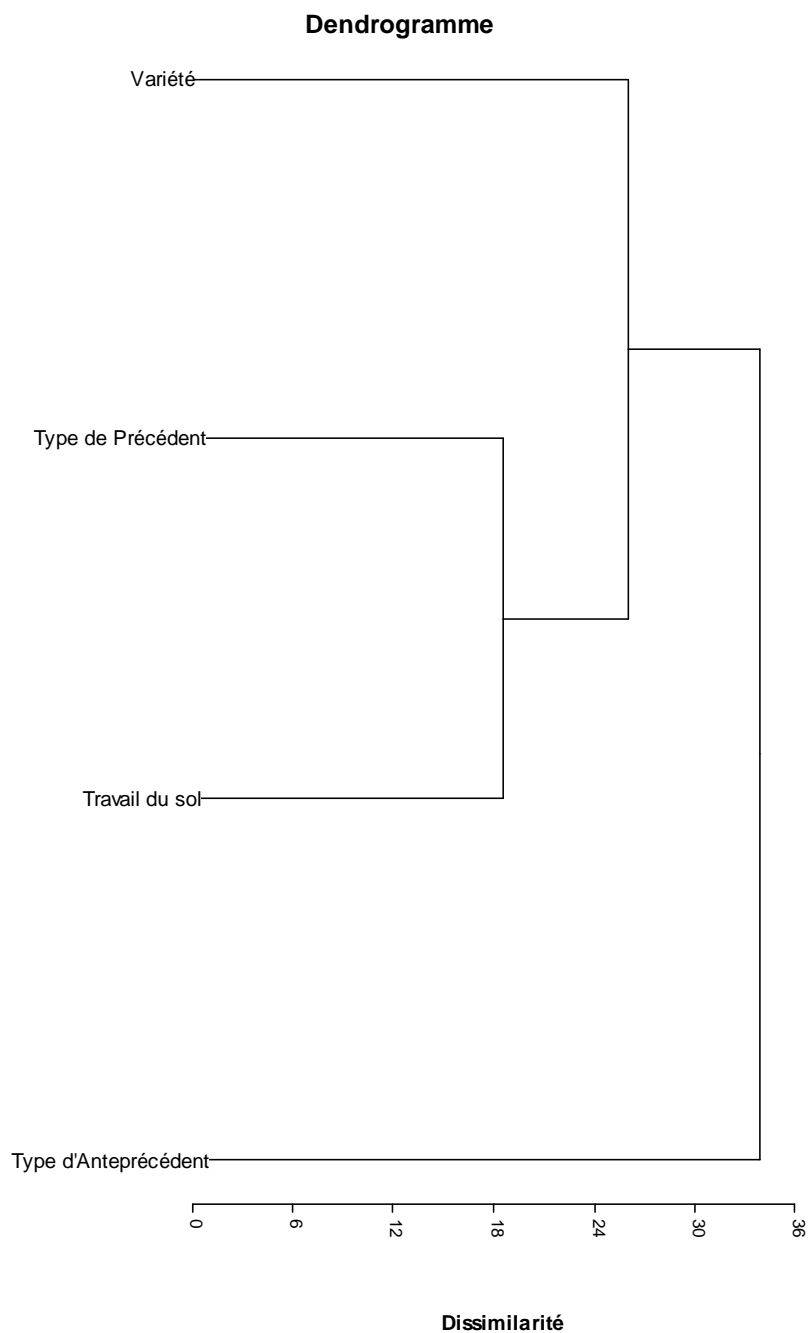 Dendrogramme
Variété
Type de Précédent
Travail du sol
Type d'Anteprécédent
0 6 12 18 24 30 36
Dissimilarité